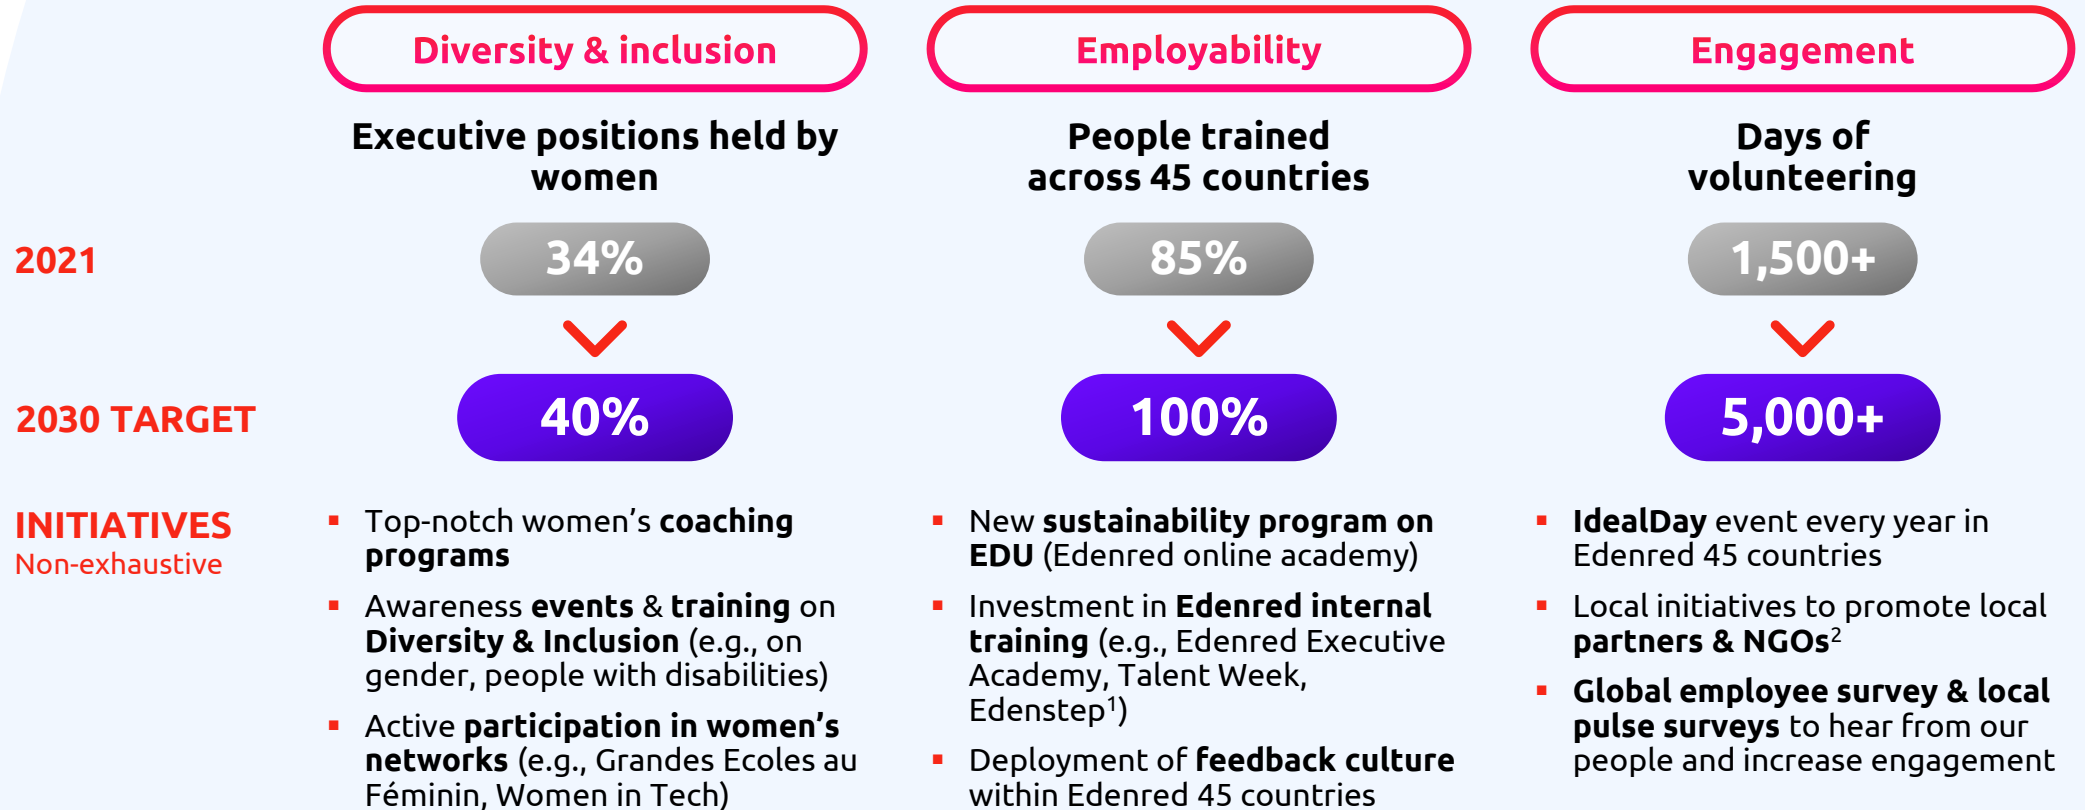 Diversity & inclusion
Employability
Engagement
Executive positions held by
women
People trained
across 45 countries
Days of
volunteering
2021
34%
85%
1,500+
2030 TARGET
40%
100%
5,000+
INITIATIVES
Non-exhaustive
▪ Top-notch women’s coaching
programs
▪ Awareness events & training on
Diversity & Inclusion (e.g., on
gender, people with disabilities)
▪ Active participation in women’s
networks (e.g., Grandes Ecoles au
Féminin, Women in Tech)
▪ New sustainability program on
EDU (Edenred online academy)
▪ Investment in Edenred internal
training (e.g., Edenred Executive
Academy, Talent Week,
Edenstep¹)
▪ Deployment of feedback culture
within Edenred 45 countries
▪ IdealDay event every year in
Edenred 45 countries
▪ Local initiatives to promote local
partners & NGOs²
▪ Global employee survey & local
pulse surveys to hear from our
people and increase engagement